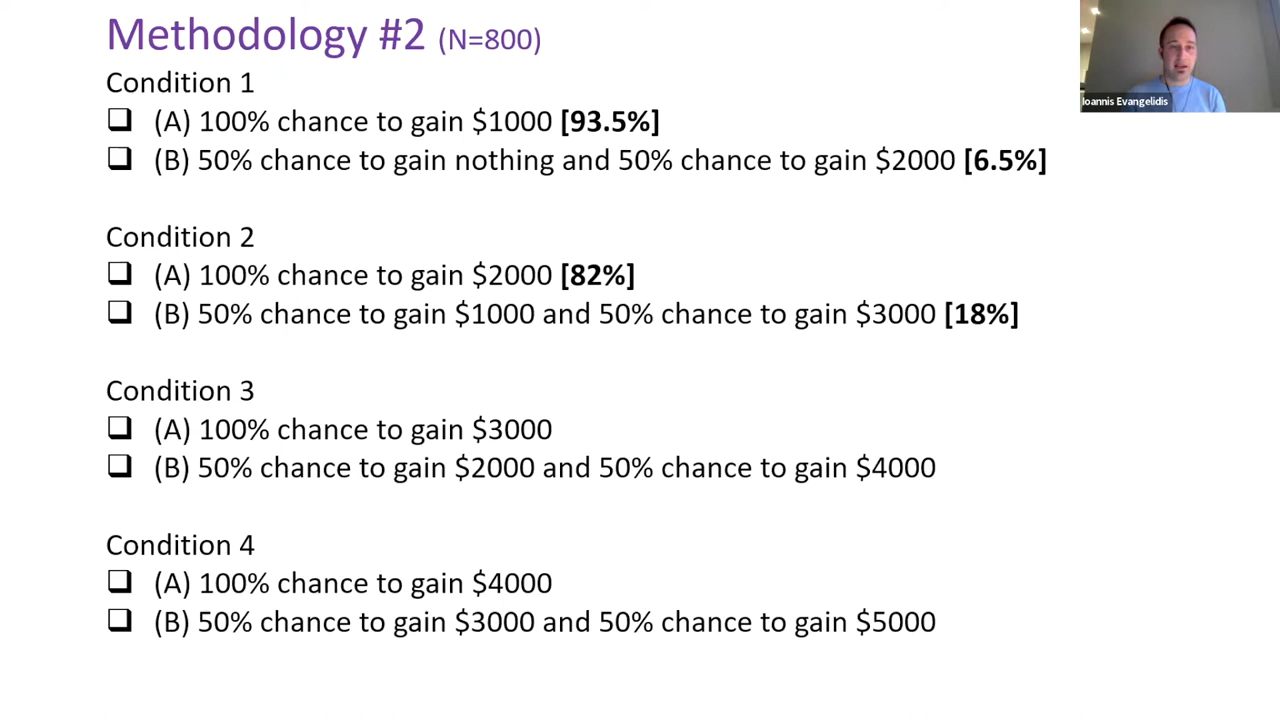 Methodology #2 (N=800)
Condition 1
(A) 100% chance to gain $1000 [93.5%]
(B) 50% chance to gain nothing and 50% chance to gain $2000 [6.5%]
Condition 2
(A) 100% chance to gain $2000 [82%]
(B) 50% chance to gain $1000 and 50% chance to gain $3000 [18%]
Condition 3
(A) 100% chance to gain $3000
(B) 50% chance to gain $2000 and 50% chance to gain $4000
Condition 4
(A) 100% chance to gain $4000
(B) 50% chance to gain $3000 and 50% chance to gain $5000
Ioannis Evangelidis